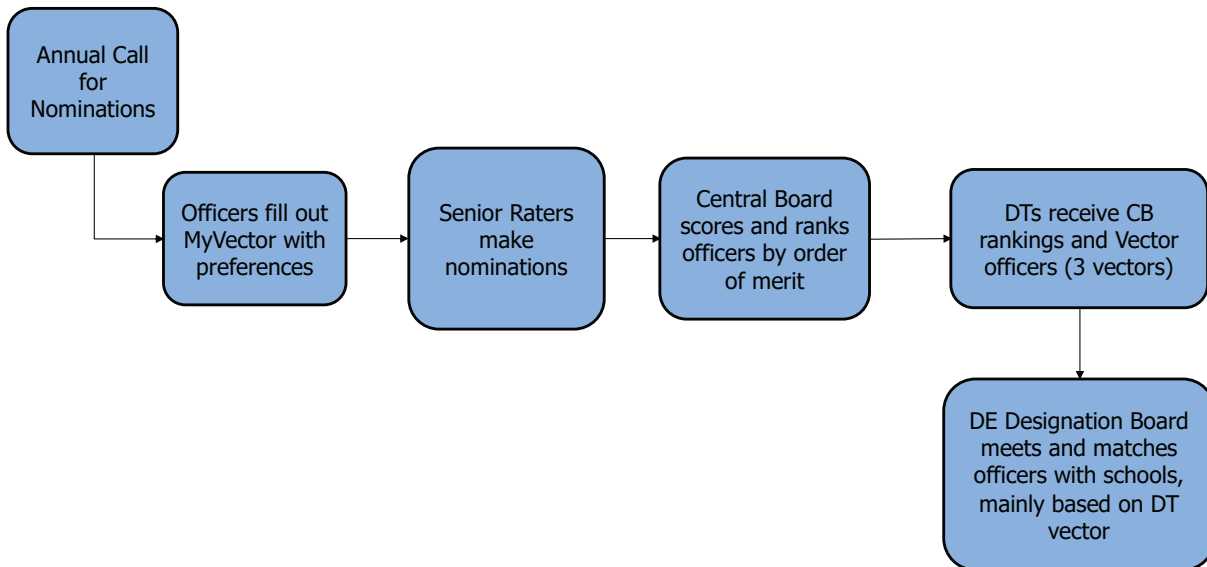 Annual Call
for
Nominations
Officers fill out
MyVector with
preferences
Senior Raters
make
nominations
Central Board
scores and ranks
officers by order
of merit
DTs receive CB
rankings and Vector
officers (3 vectors)
DE Designation Board
meets and matches
officers with schools,
mainly based on DT
vector